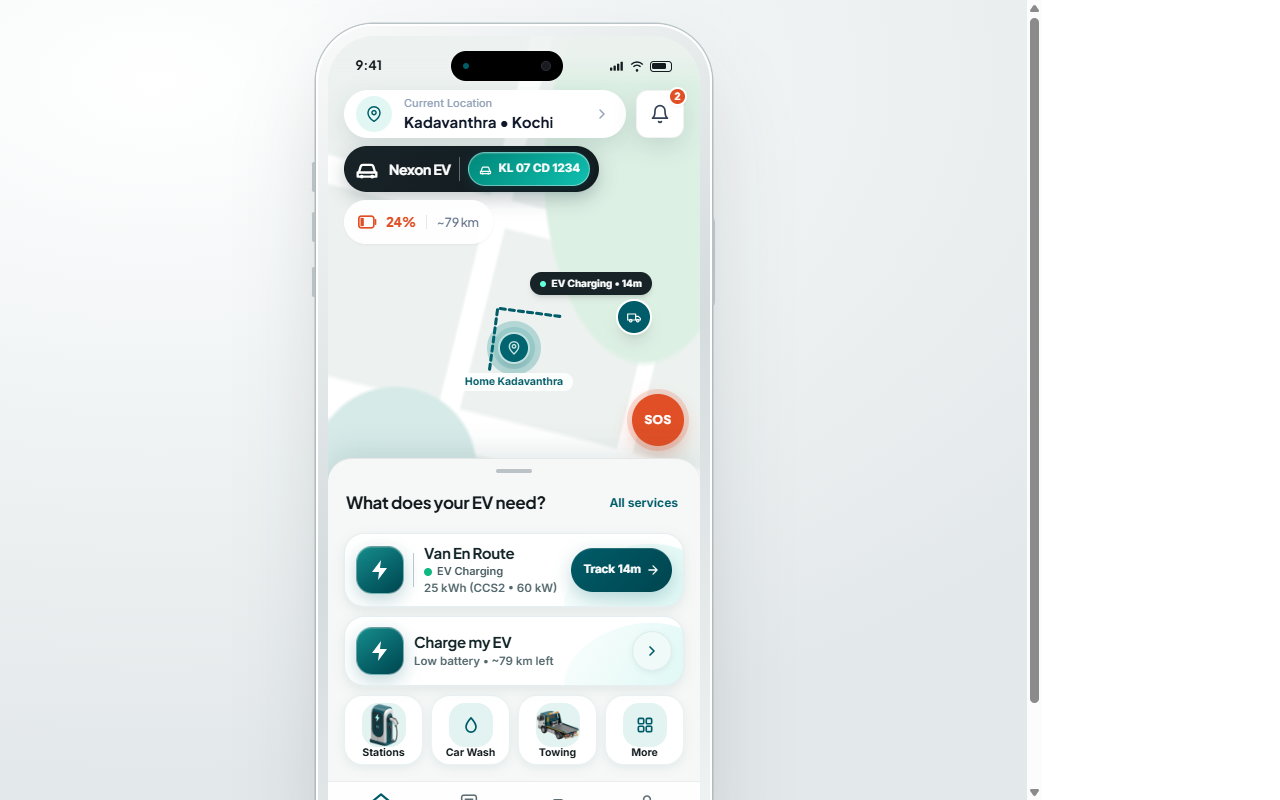 9:41
Current Location
Kadavanthra • Kochi
2
Nexon EV
KL 07 CD 1234
24%
~79 km
EV Charging • 14m
Home Kadavanthra
SOS
What does your EV need?
All services
Van En Route
EV Charging
25 kWh (CCS2 • 60 kW)
Track 14m
Charge my EV
Low battery • ~79 km left
Stations
Car Wash
Towing
More